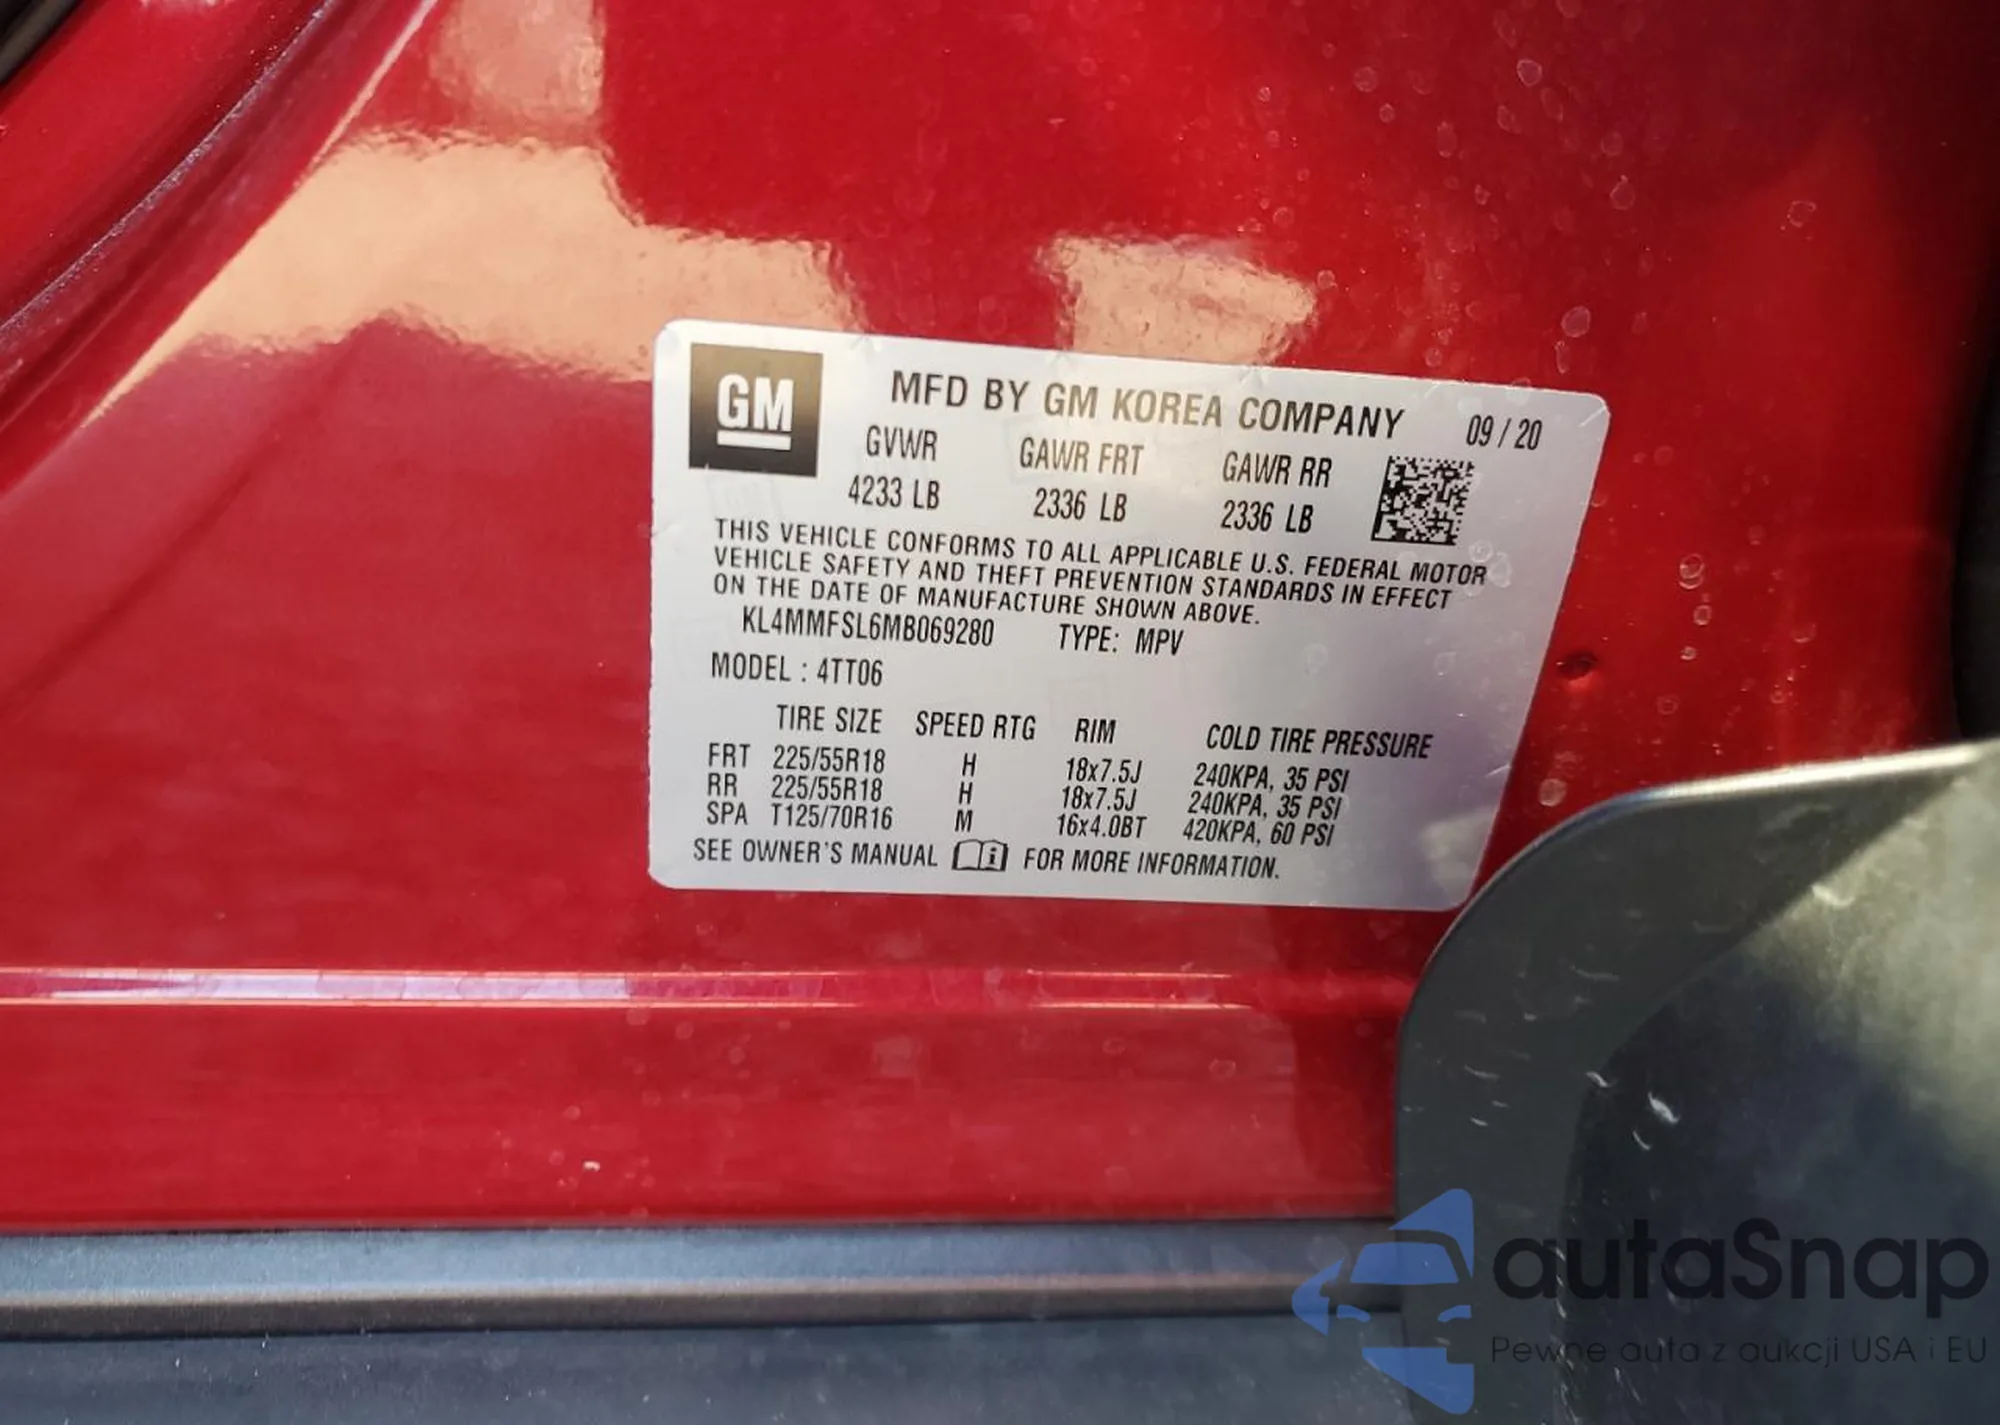 GM
MFD BY GM KOREA COMPANY 09 / 20
GVWR GAWR FRT GAWR RR
4233 LB 2336 LB 2336 LB
THIS VEHICLE CONFORMS TO ALL APPLICABLE U.S. FEDERAL MOTOR
VEHICLE SAFETY AND THEFT PREVENTION STANDARDS IN EFFECT
ON THE DATE OF MANUFACTURE SHOWN ABOVE.
KL4MMFSL6MB069280 TYPE: MPV
MODEL : 4TT06
TIRE SIZE SPEED RTG RIM COLD TIRE PRESSURE
FRT 225/55R18 H 18x7.5J 240KPA, 35 PSI
RR 225/55R18 H 18x7.5J 240KPA, 35 PSI
SPA T125/70R16 M 16x4.0BT 420KPA, 60 PSI
SEE OWNER'S MANUAL i FOR MORE INFORMATION.
autaSnap
Pewne auta z aukcji USA i EU